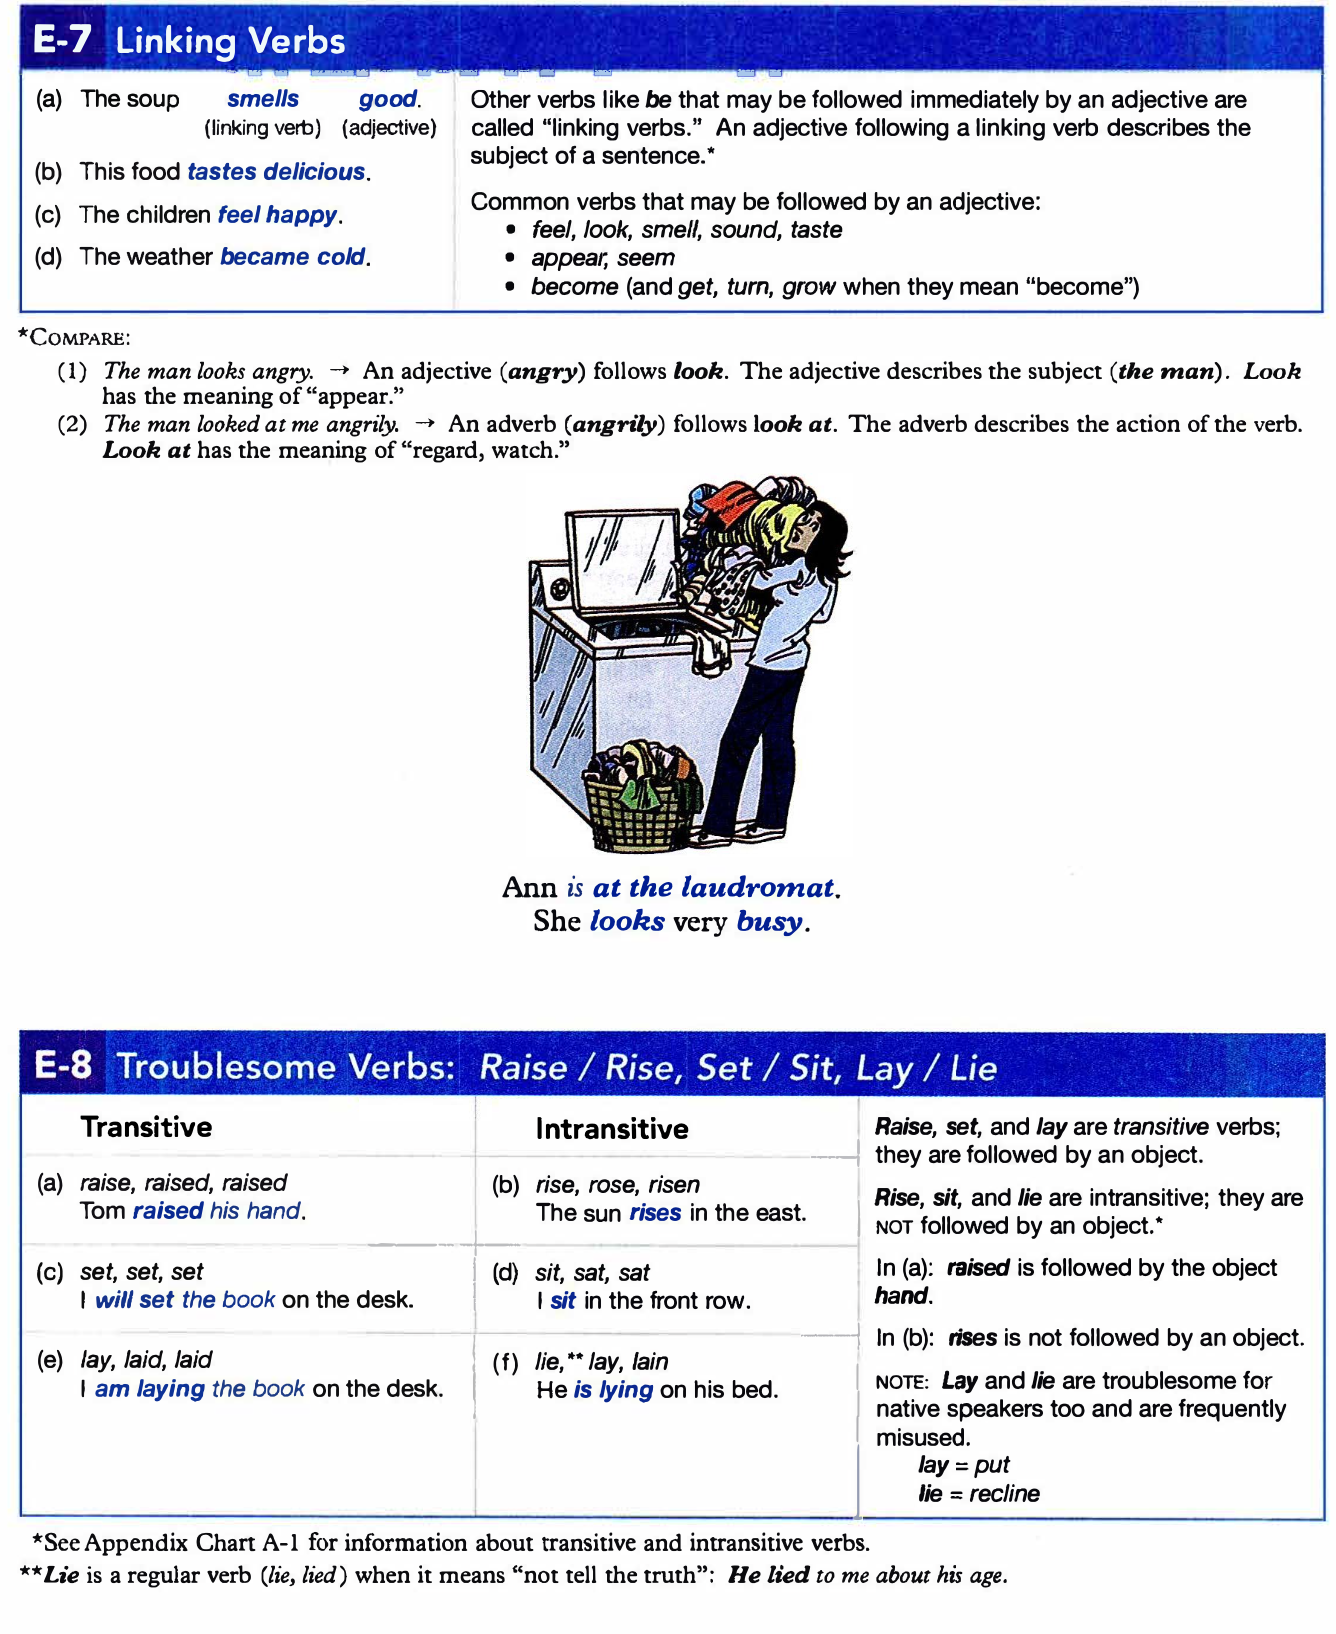 E-7 Linking Verbs
(a) The soup smells good.
(linking verb) (adjective)
(b) This food tastes delicious.
(c) The children feel happy.
(d) The weather became cold.
Other verbs like be that may be followed immediately by an adjective are
called “linking verbs.” An adjective following a linking verb describes the
subject of a sentence.*
Common verbs that may be followed by an adjective:
• feel, look, smell, sound, taste
• appear, seem
• become (and get, turn, grow when they mean “become”)
*COMPARE:
(1) The man looks angry. → An adjective (angry) follows look. The adjective describes the subject (the man). Look
has the meaning of “appear.”
(2) The man looked at me angrily. → An adverb (angrily) follows look at. The adverb describes the action of the verb.
Look at has the meaning of “regard, watch.”
Ann is at the laudromat.
She looks very busy.
E-8 Troublesome Verbs: Raise / Rise, Set / Sit, Lay / Lie
Transitive
(a) raise, raised, raised
Tom raised his hand.
(c) set, set, set
I will set the book on the desk.
(e) lay, laid, laid
I am laying the book on the desk.
Intransitive
(b) rise, rose, risen
The sun rises in the east.
(d) sit, sat, sat
I sit in the front row.
(f) lie,** lay, lain
He is lying on his bed.
Raise, set, and lay are transitive verbs;
they are followed by an object.
Rise, sit, and lie are intransitive; they are
NOT followed by an object.*
In (a): raised is followed by the object
hand.
In (b): rises is not followed by an object.
NOTE: Lay and lie are troublesome for
native speakers too and are frequently
misused.
lay = put
lie = recline
*See Appendix Chart A-1 for information about transitive and intransitive verbs.
**Lie is a regular verb (lie, lied) when it means “not tell the truth”: He lied to me about his age.